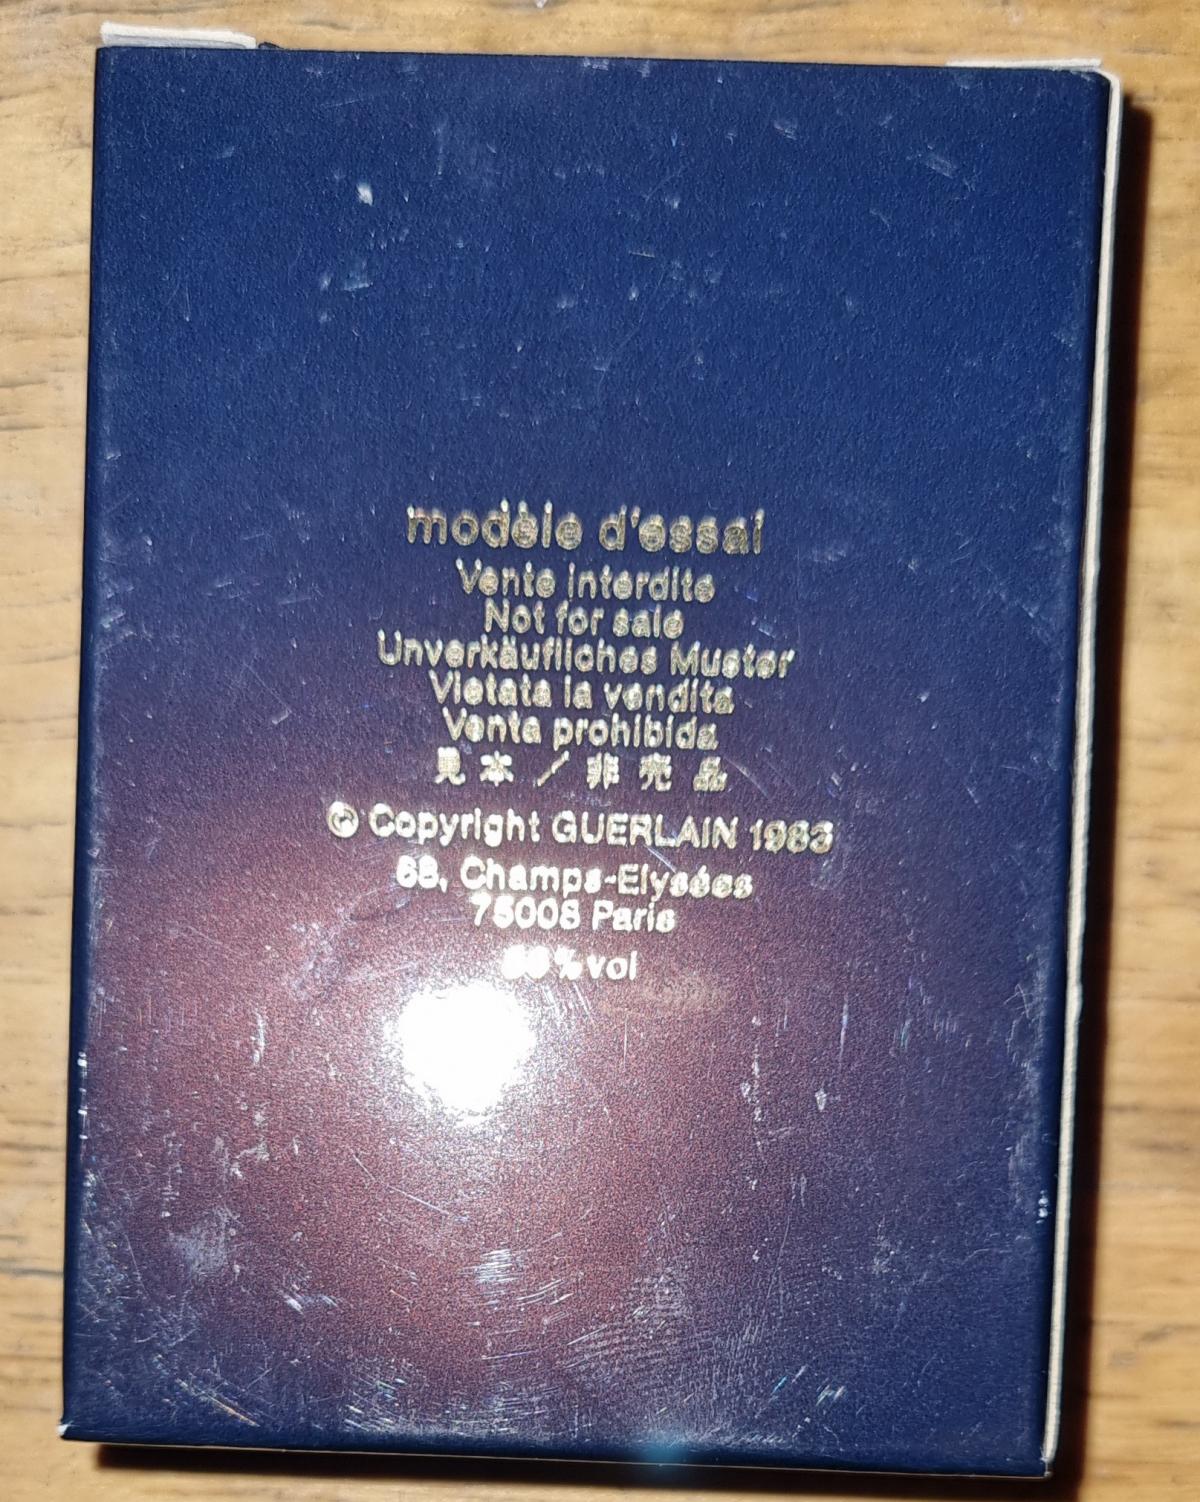 modèle d'essai
Vente interdite
Not for sale
Unverkäufliches Muster
Vietata la vendita
Venta prohibida
見本／非売品
© Copyright GUERLAIN 1983
68, Champs-Elysées
75008 Paris
vol